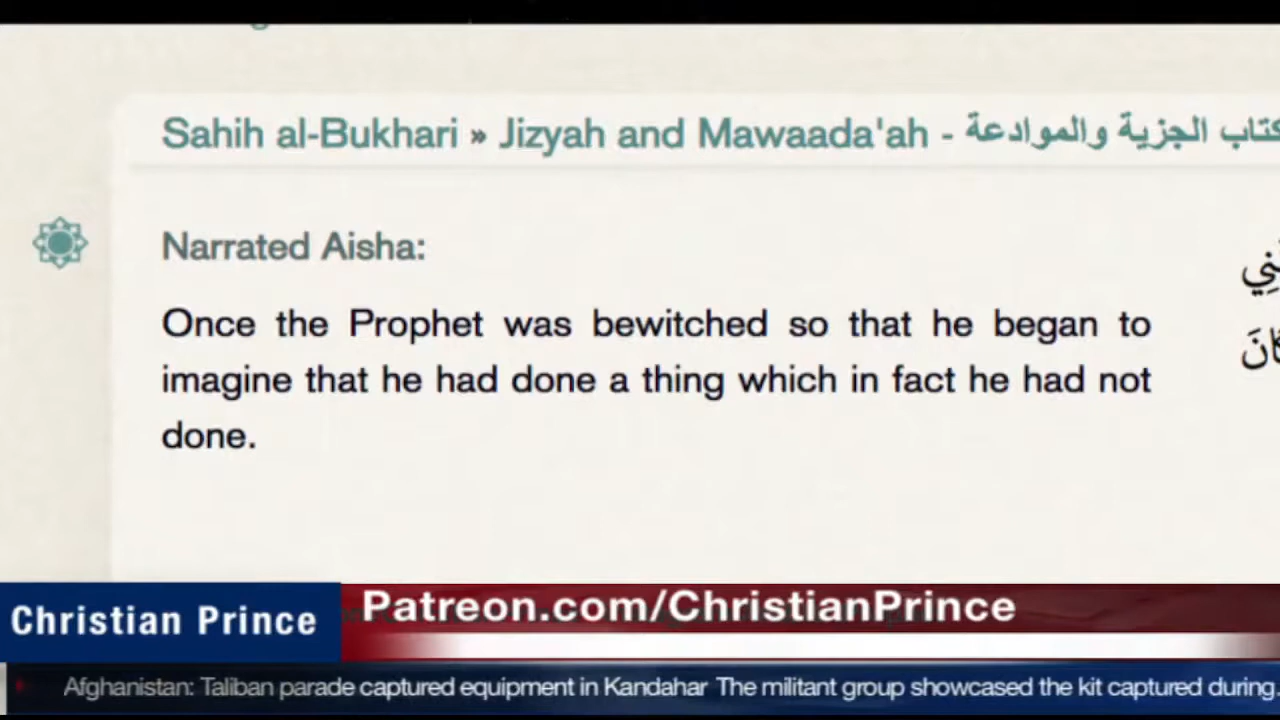 Sahih al-Bukhari » Jizyah and Mawaada'ah - كتاب الجزية والموادعة
Narrated Aisha:
Once the Prophet was bewitched so that he began to
imagine that he had done a thing which in fact he had not
done.
Christian Prince
Patreon.com/ChristianPrince
Afghanistan: Taliban parade captured equipment in Kandahar The militant group showcased the kit captured during.